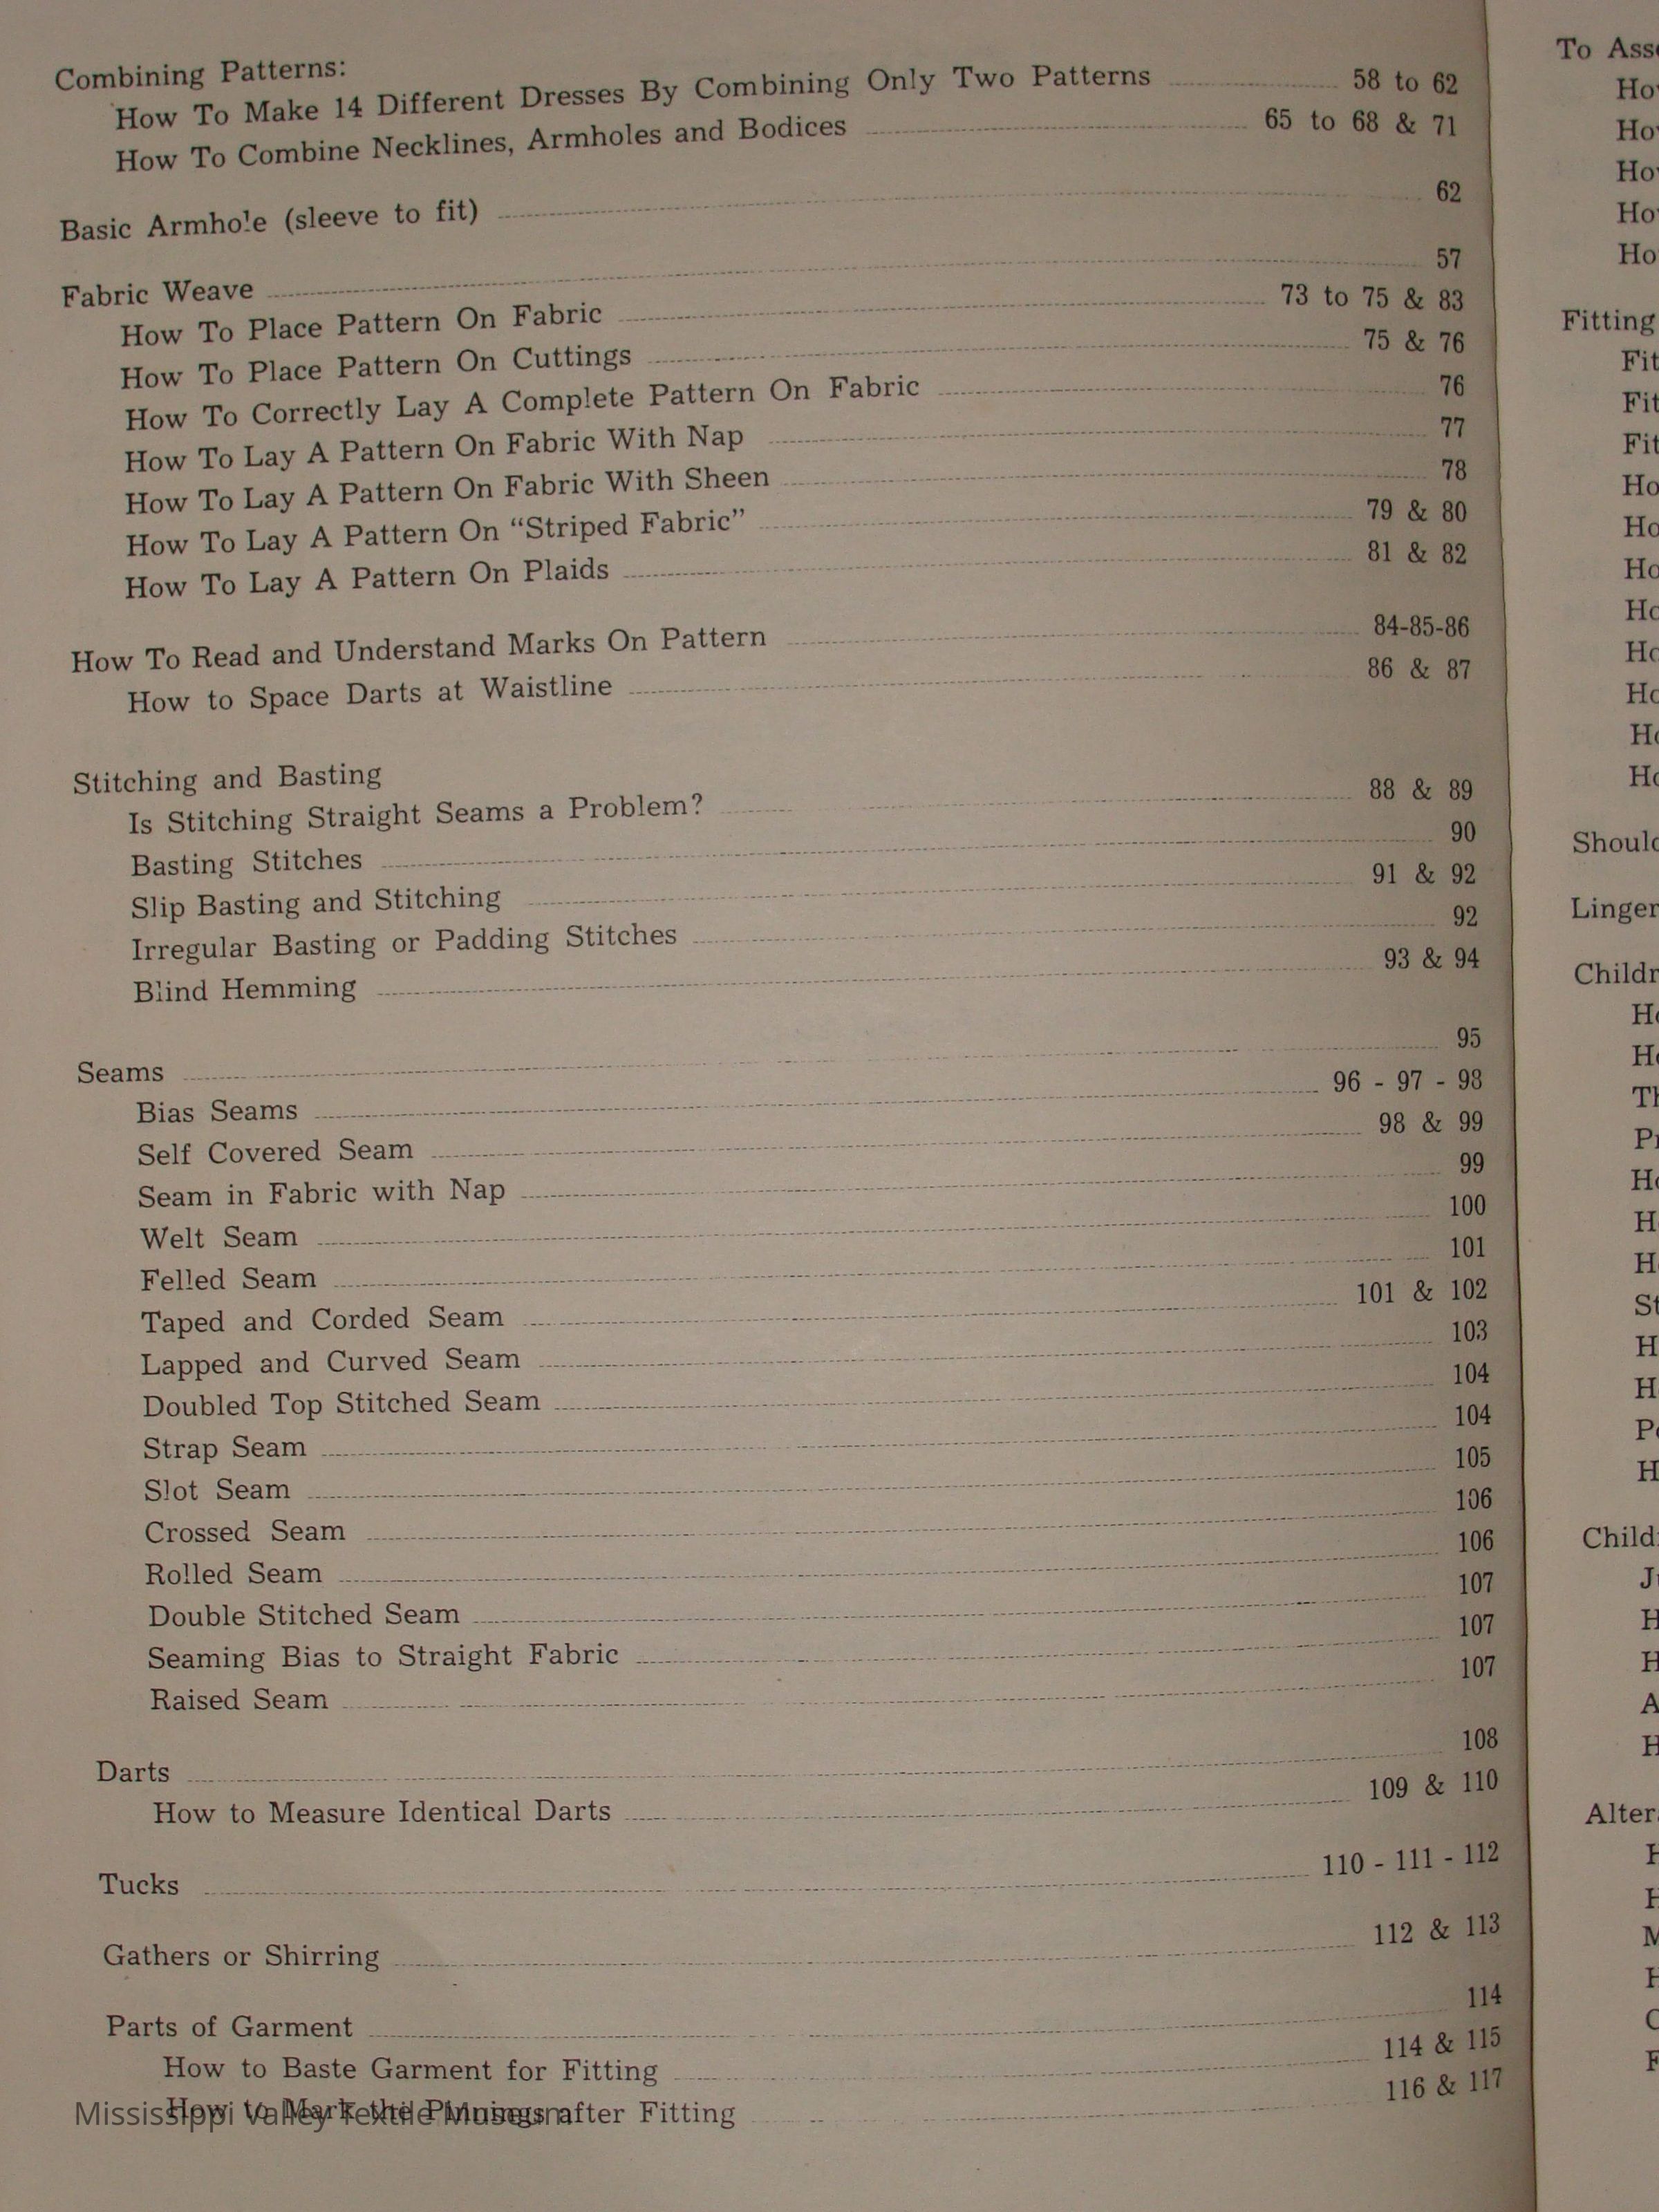 Combining Patterns:
How To Make 14 Different Dresses By Combining Only Two Patterns 58 to 62
How To Combine Necklines, Armholes and Bodices 65 to 68 & 71
Basic Armhole (sleeve to fit) 62
Fabric Weave 57
How To Place Pattern On Fabric 73 to 75 & 83
How To Place Pattern On Cuttings 75 & 76
How To Correctly Lay A Complete Pattern On Fabric 76
How To Lay A Pattern On Fabric With Nap 77
How To Lay A Pattern On Fabric With Sheen 78
How To Lay A Pattern On “Striped Fabric” 79 & 80
How To Lay A Pattern On Plaids 81 & 82
How To Read and Understand Marks On Pattern 84-85-86
How to Space Darts at Waistline 86 & 87
Stitching and Basting
Is Stitching Straight Seams a Problem? 88 & 89
Basting Stitches 90
Slip Basting and Stitching 91 & 92
Irregular Basting or Padding Stitches 92
Blind Hemming 93 & 94
Seams 95
Bias Seams 96 - 97 - 98
Self Covered Seam 98 & 99
Seam in Fabric with Nap 99
Welt Seam 100
Felled Seam 101
Taped and Corded Seam 101 & 102
Lapped and Curved Seam 103
Doubled Top Stitched Seam 104
Strap Seam 104
Slot Seam 105
Crossed Seam 106
Rolled Seam 106
Double Stitched Seam 107
Seaming Bias to Straight Fabric 107
Raised Seam 107
Darts 108
How to Measure Identical Darts 109 & 110
Tucks 110 - 111 - 112
Gathers or Shirring 112 & 113
Parts of Garment 114
How to Baste Garment for Fitting 114 & 115
How to Mark the Pinnings after Fitting 116 & 117
Mississippi Valley Textile Museum
To
Fitting